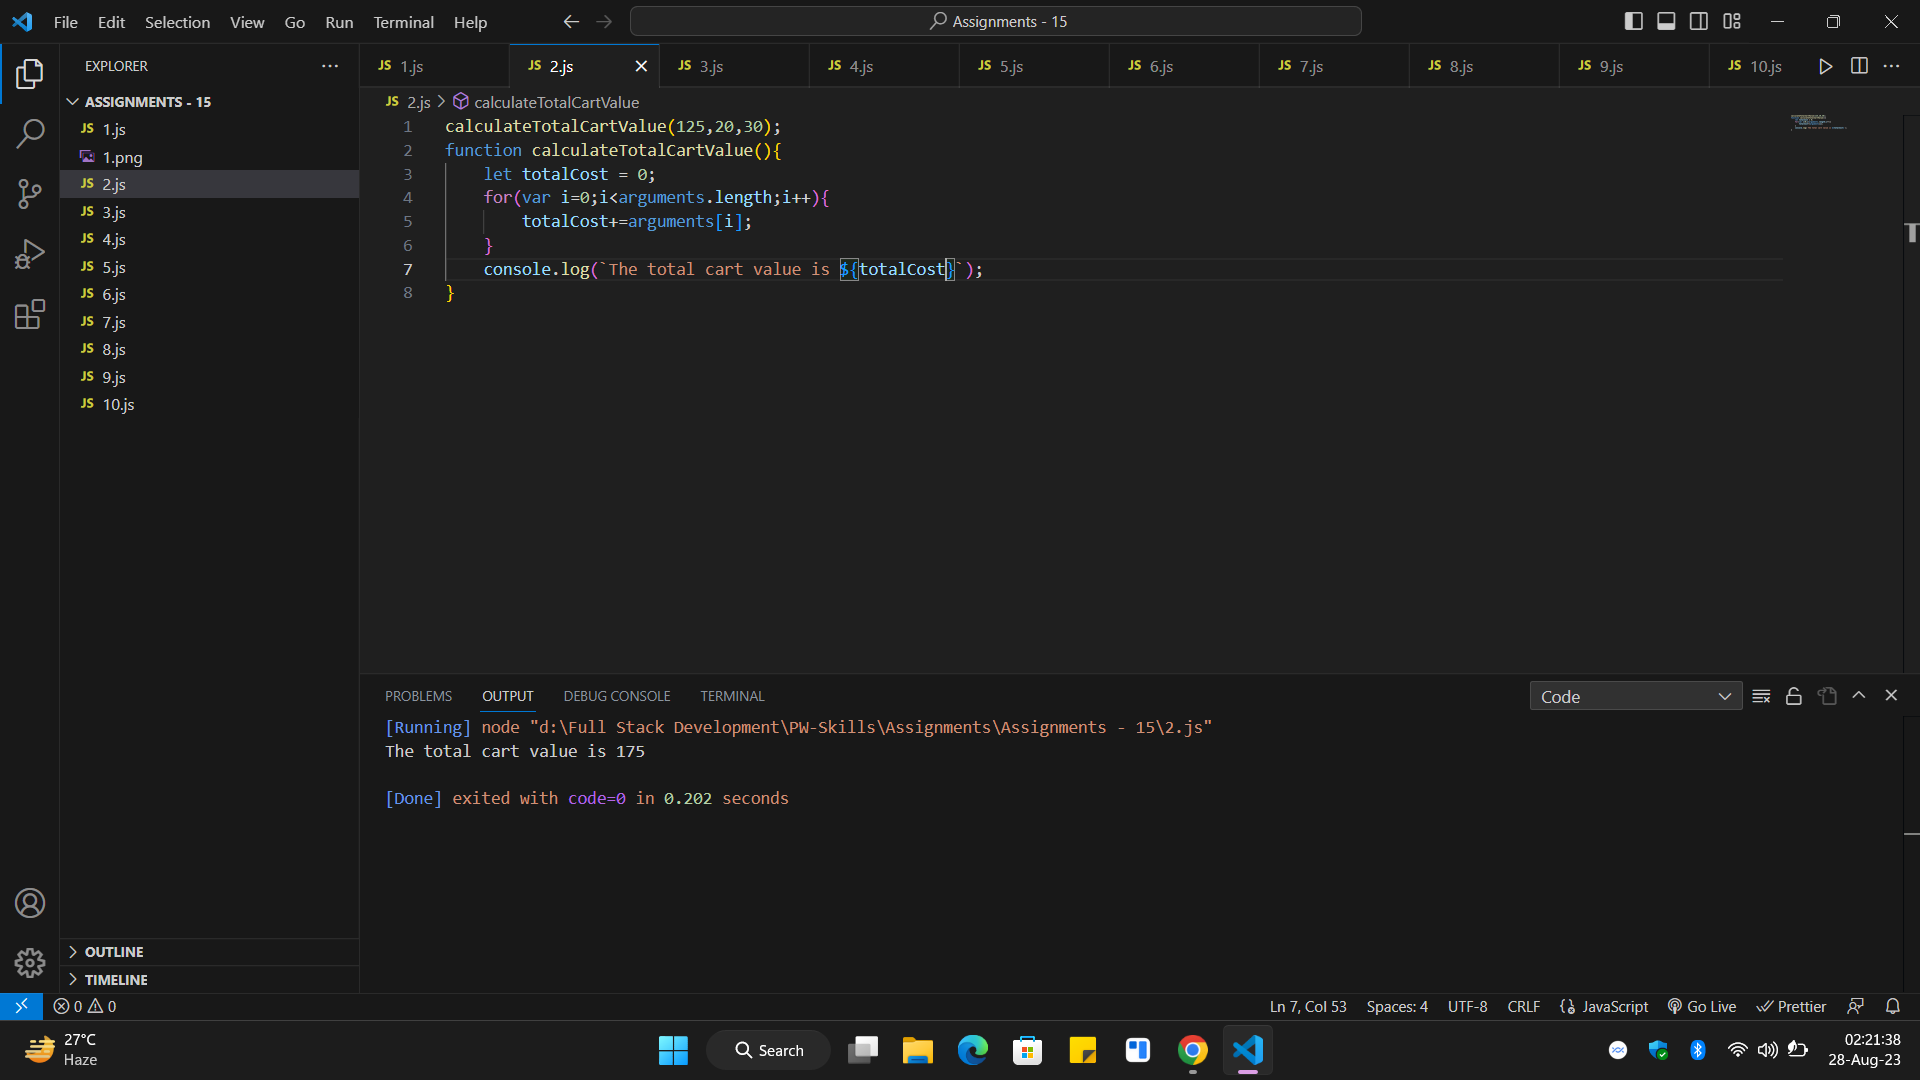 File Edit Selection View Go Run Terminal Help
Assignments - 15
EXPLORER
ASSIGNMENTS - 15
JS 1.js
1.png
JS 2.js
JS 3.js
JS 4.js
JS 5.js
JS 6.js
JS 7.js
JS 8.js
JS 9.js
JS 10.js
OUTLINE
TIMELINE
JS 1.js JS 2.js JS 3.js JS 4.js JS 5.js JS 6.js JS 7.js JS 8.js JS 9.js JS 10.js
JS 2.js > calculateTotalCartValue
1 calculateTotalCartValue(125,20,30);
2 function calculateTotalCartValue(){
3 let totalCost = 0;
4 for(var i=0;i<arguments.length;i++){
5 totalCost+=arguments[i];
6 }
7 console.log(`The total cart value is ${totalCost}`);
8 }
PROBLEMS OUTPUT DEBUG CONSOLE TERMINAL
Code
[Running] node "d:\Full Stack Development\PW-Skills\Assignments\Assignments - 15\2.js"
The total cart value is 175
[Done] exited with code=0 in 0.202 seconds
0 0
Ln 7, Col 53 Spaces: 4 UTF-8 CRLF JavaScript Go Live Prettier
27°C
Haze
Search
02:21:38
28-Aug-23